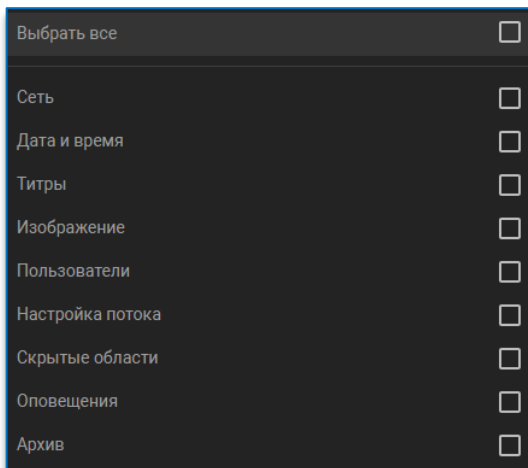 Выбрать все
Сеть
Дата и время
Титры
Изображение
Пользователи
Настройка потока
Скрытые области
Оповещения
Архив